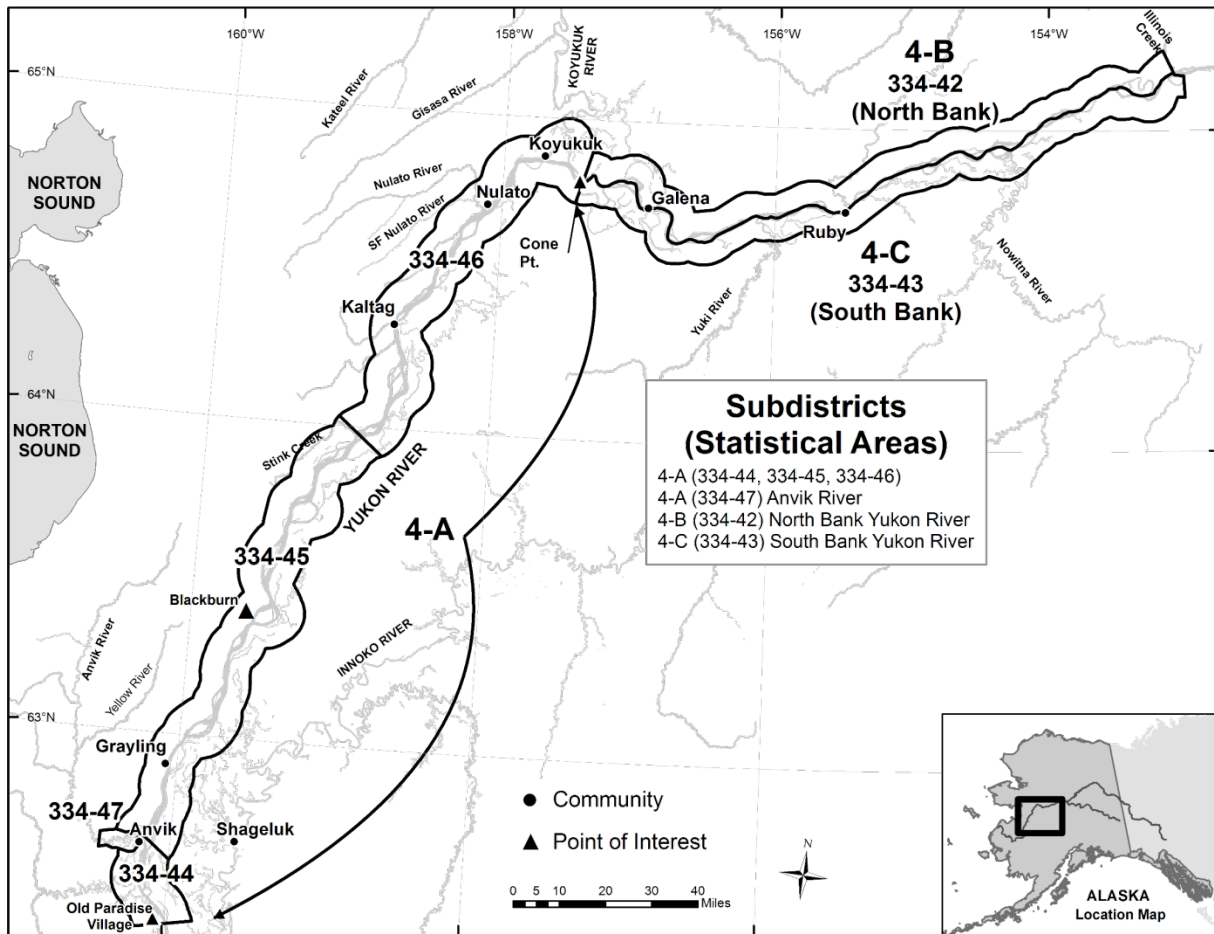 160°W
158°W
156°W
154°W
Illinois
Creek
65°N
64°N
63°N
4-B
334-42
(North Bank)
KOYUKUK
RIVER
Kateel River
Gisasa River
Koyukuk
NORTON
SOUND
Nulato River
Nulato
Galena
SF Nulato River
Ruby
Cone
Pt.
4-C
334-43
(South Bank)
Nowitna River
Yuki River
334-46
Kaltag
NORTON
SOUND
Stink Creek
YUKON RIVER
Subdistricts
(Statistical Areas)
4-A (334-44, 334-45, 334-46)
4-A (334-47) Anvik River
4-B (334-42) North Bank Yukon River
4-C (334-43) South Bank Yukon River
4-A
334-45
Blackburn
Anvik River
Yellow River
INNOKO RIVER
Grayling
334-47
Anvik
Shageluk
334-44
Old Paradise
Village
Community
Point of Interest
N
0 5 10 20 30 40
Miles
ALASKA
Location Map